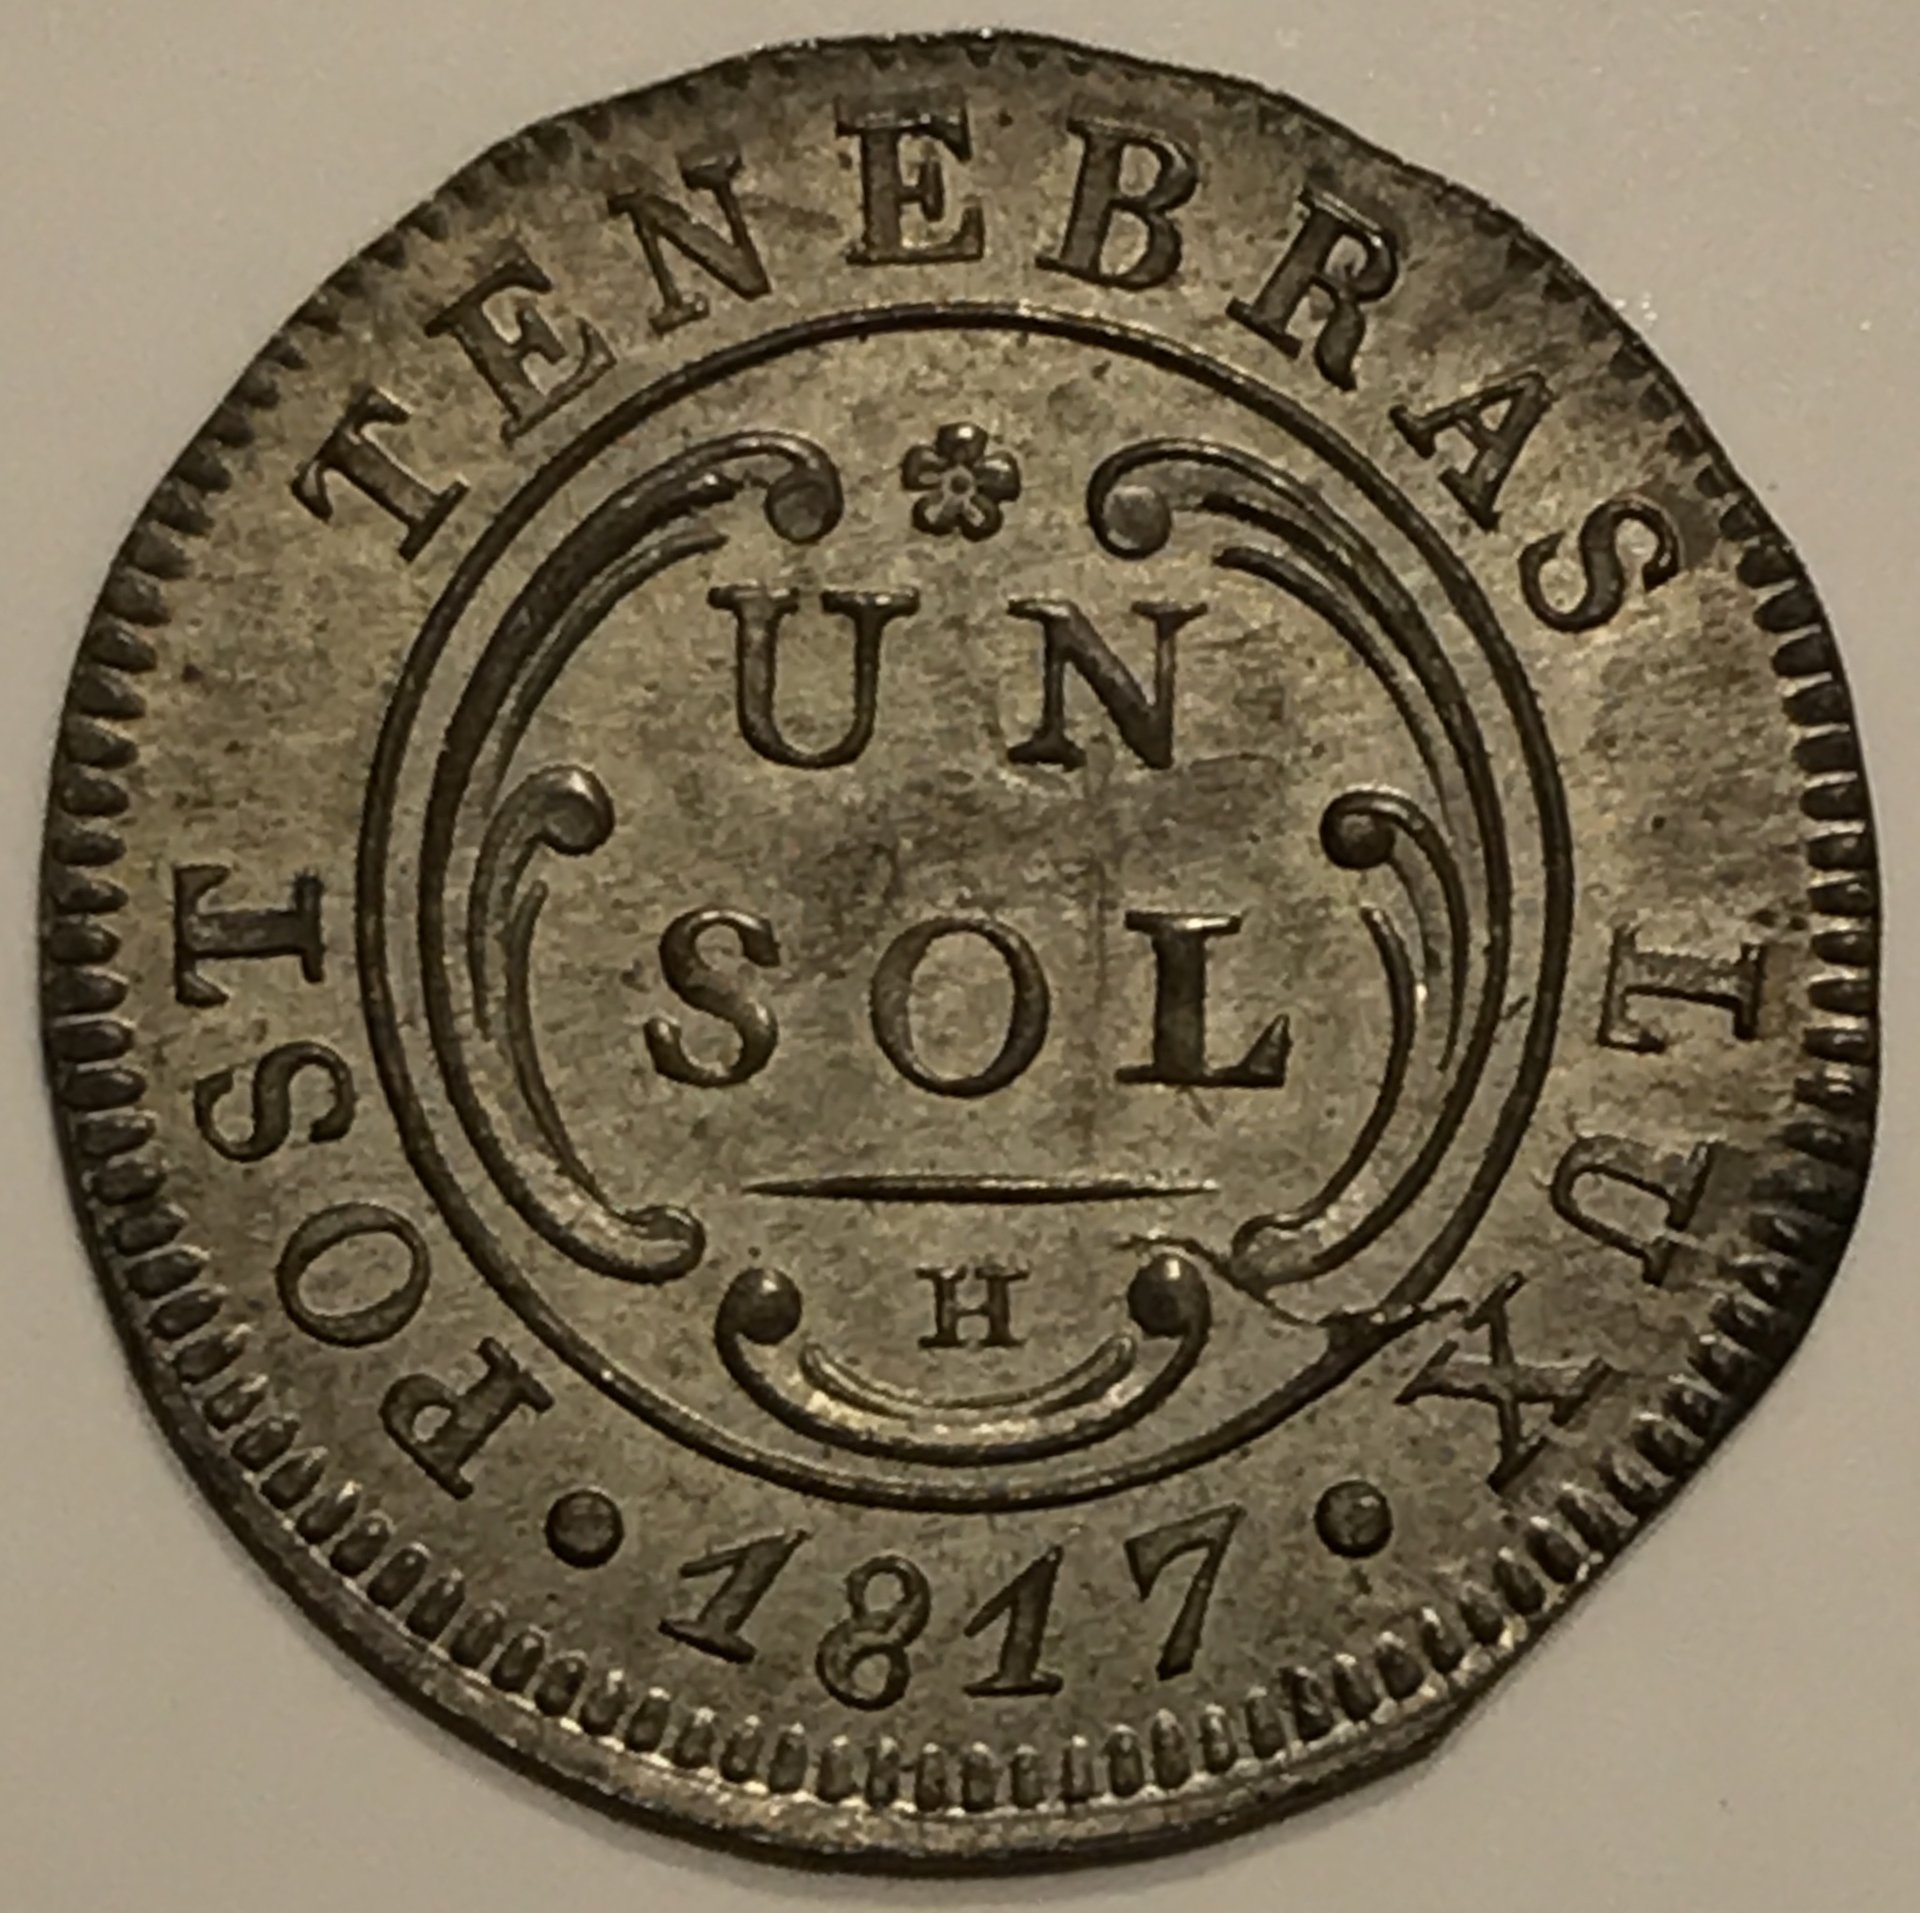 POST TENEBRAS LUX
UN
SOL
H
• 1817 •